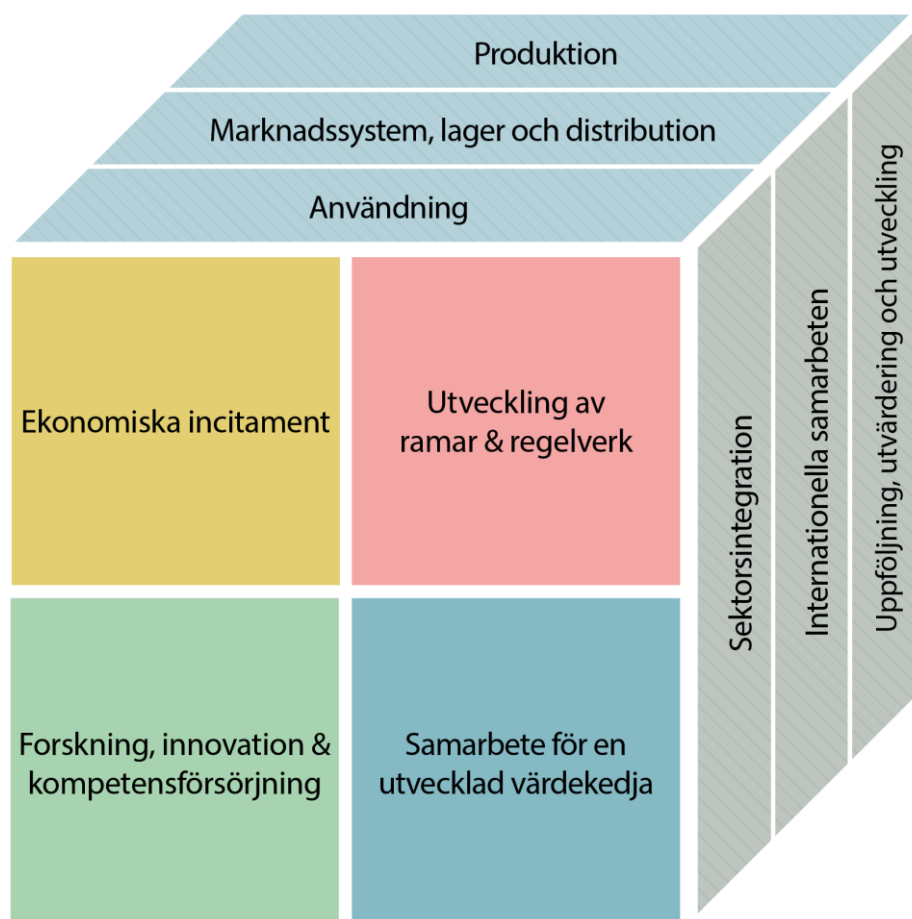 Produktion
Marknadssystem, lager och distribution
Användning
Ekonomiska incitament
Utveckling av
ramar & regelverk
Forskning, innovation &
kompetensförsörjning
Samarbete för en
utvecklad värdekedja
Sektorsintegration
Internationella samarbeten
Uppföljning, utvärdering och utveckling